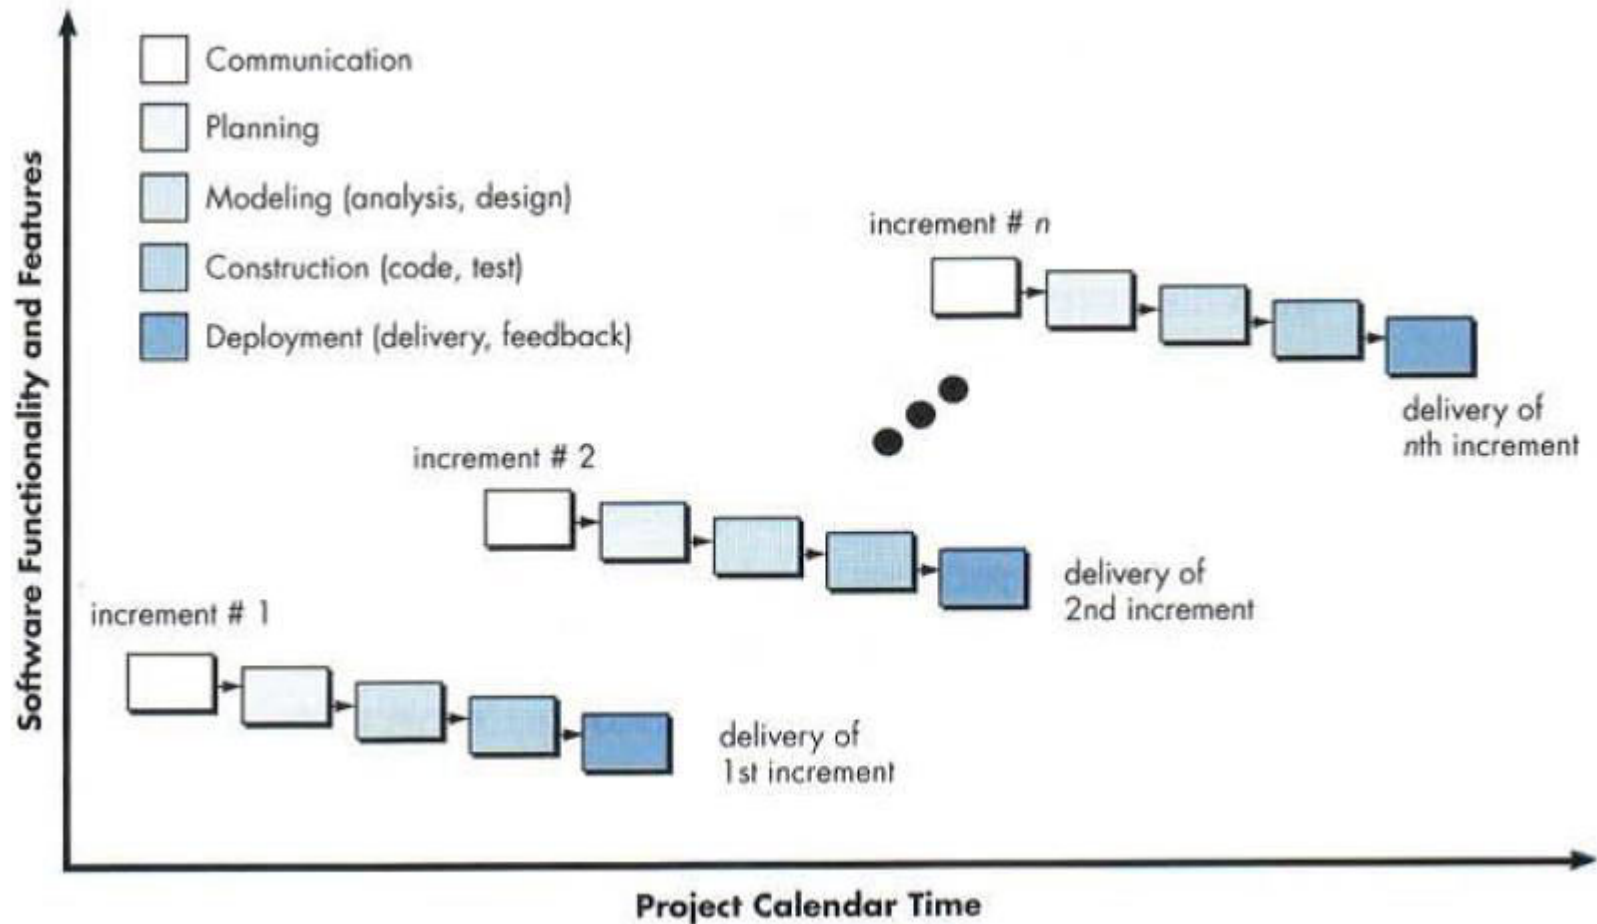 Software Functionality and Features
Communication
Planning
Modeling (analysis, design)
Construction (code, test)
Deployment (delivery, feedback)
increment # n
delivery of
nth increment
increment # 2
delivery of
2nd increment
increment # 1
delivery of
1st increment
Project Calendar Time